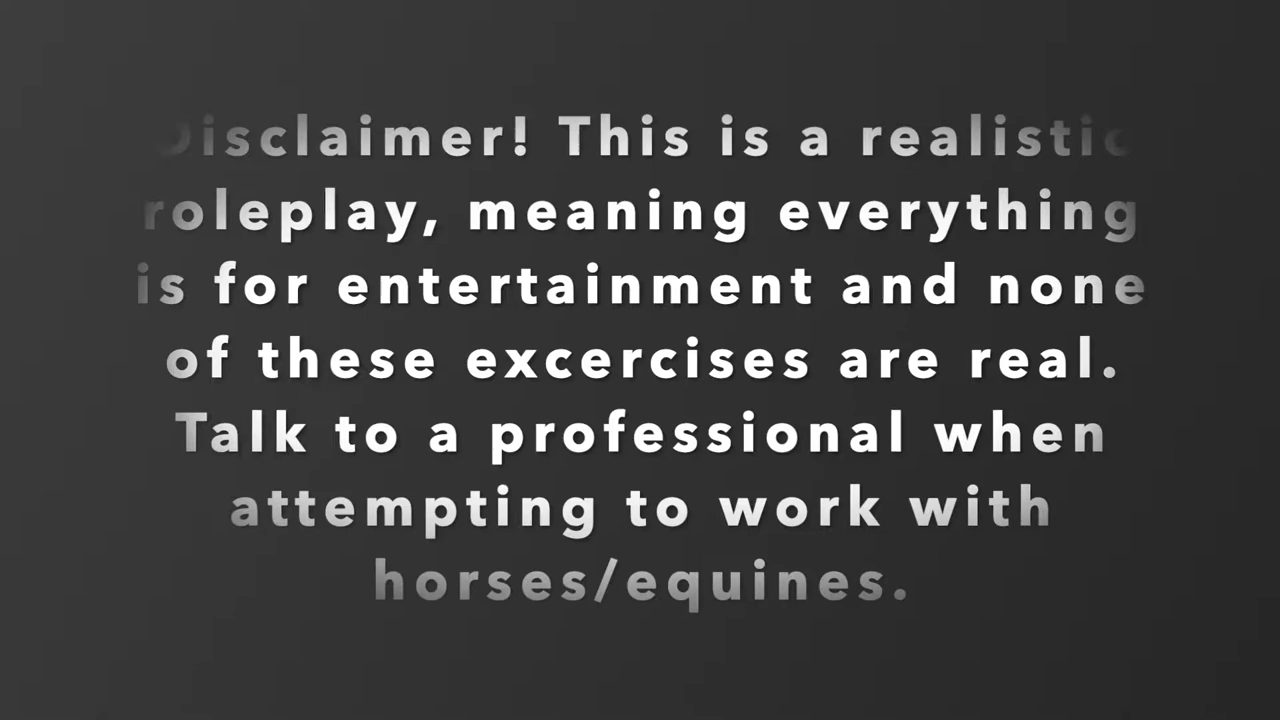 Disclaimer! This is a realistic
roleplay, meaning everything
is for entertainment and none
of these excercises are real.
Talk to a professional when
attempting to work with
horses/equines.